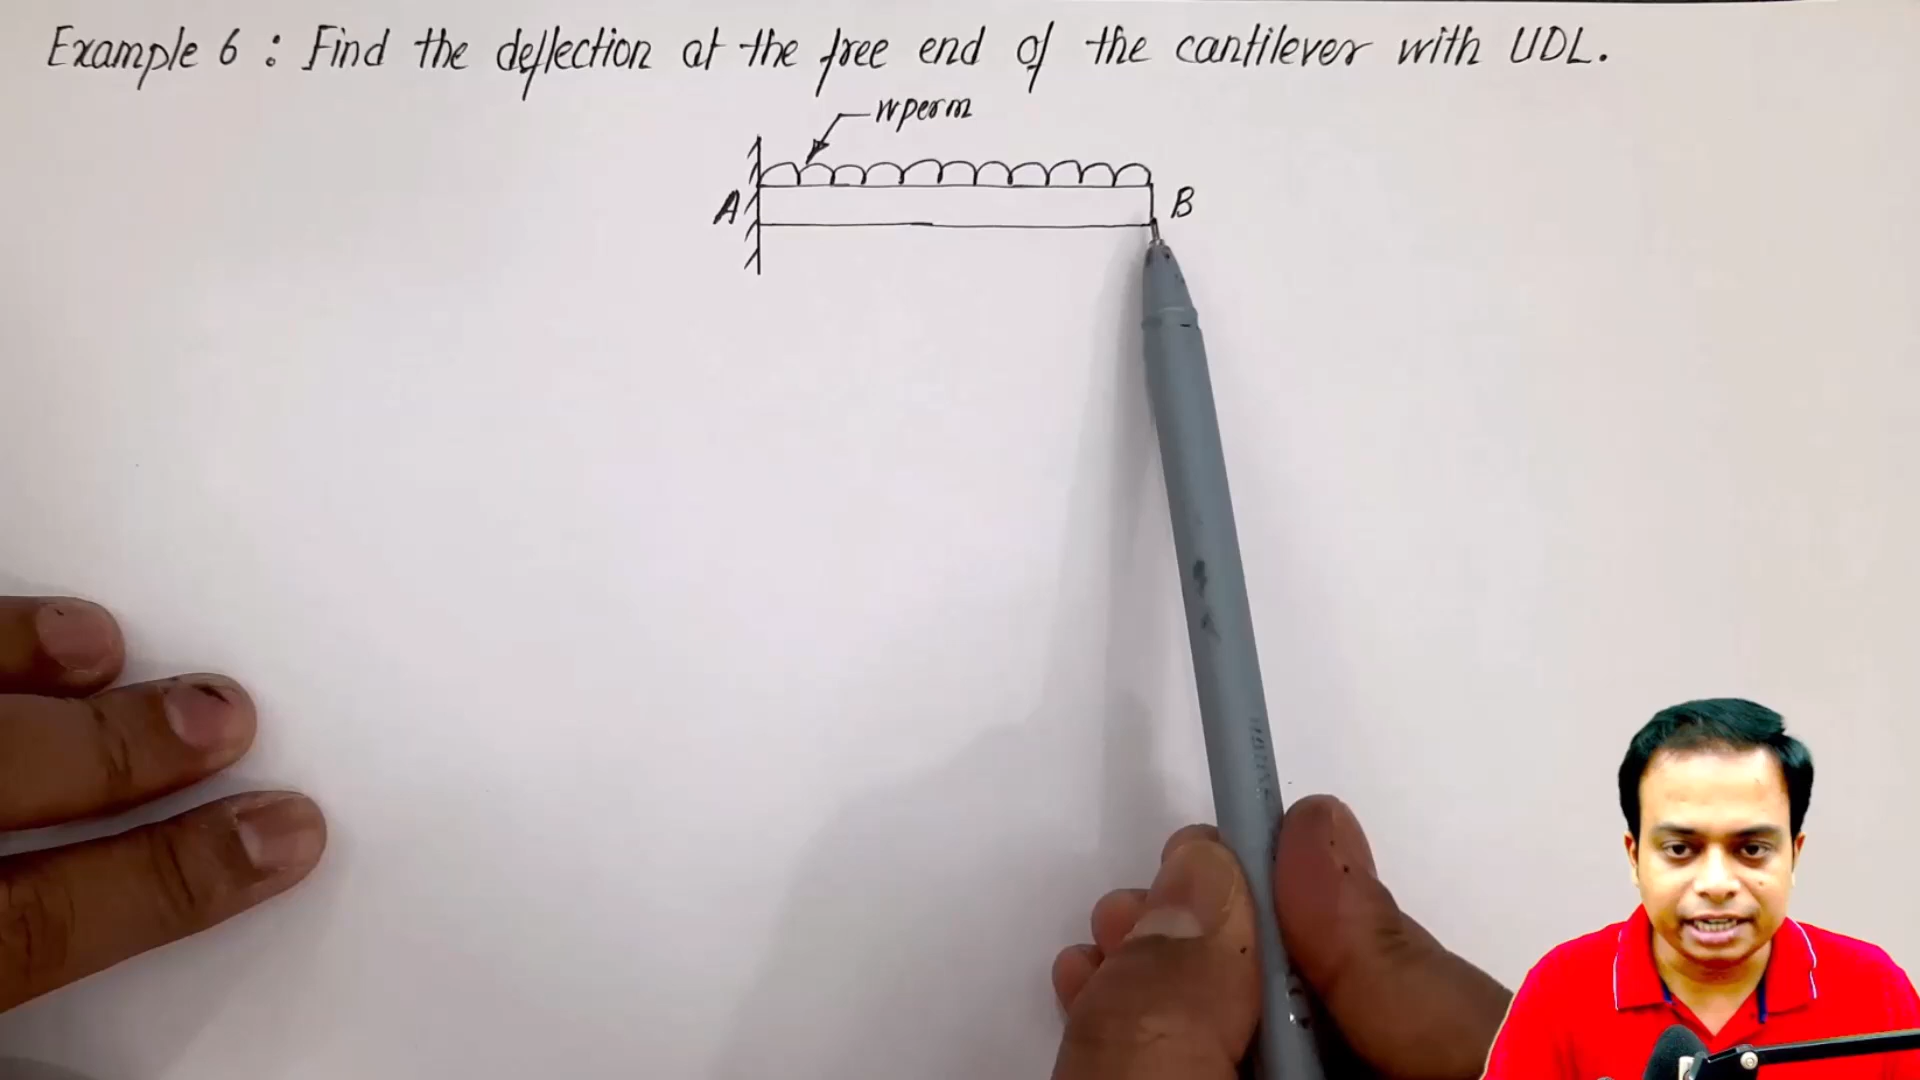 Example 6 : Find the deflection at the free end of the cantilever with UDL.
w per m
A
B